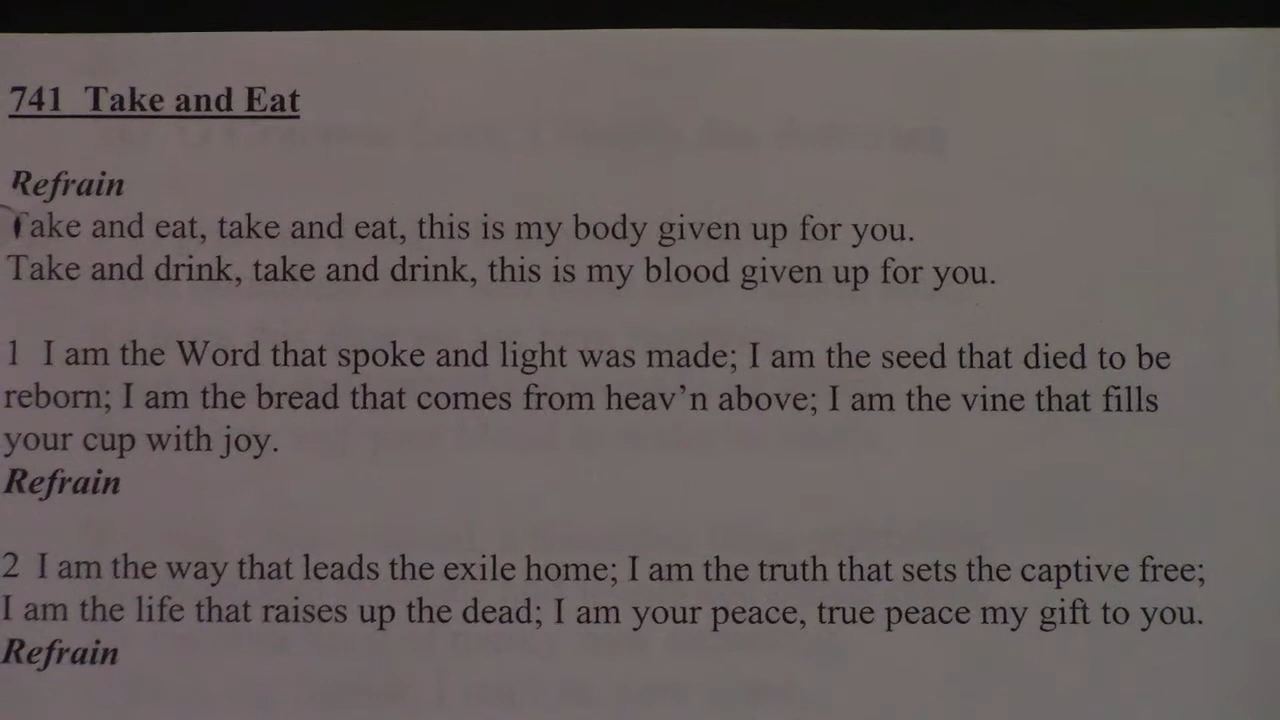 741 Take and Eat
Refrain
Take and eat, take and eat, this is my body given up for you.
Take and drink, take and drink, this is my blood given up for you.
1 I am the Word that spoke and light was made; I am the seed that died to be
reborn; I am the bread that comes from heav’n above; I am the vine that fills
your cup with joy.
Refrain
2 I am the way that leads the exile home; I am the truth that sets the captive free;
I am the life that raises up the dead; I am your peace, true peace my gift to you.
Refrain